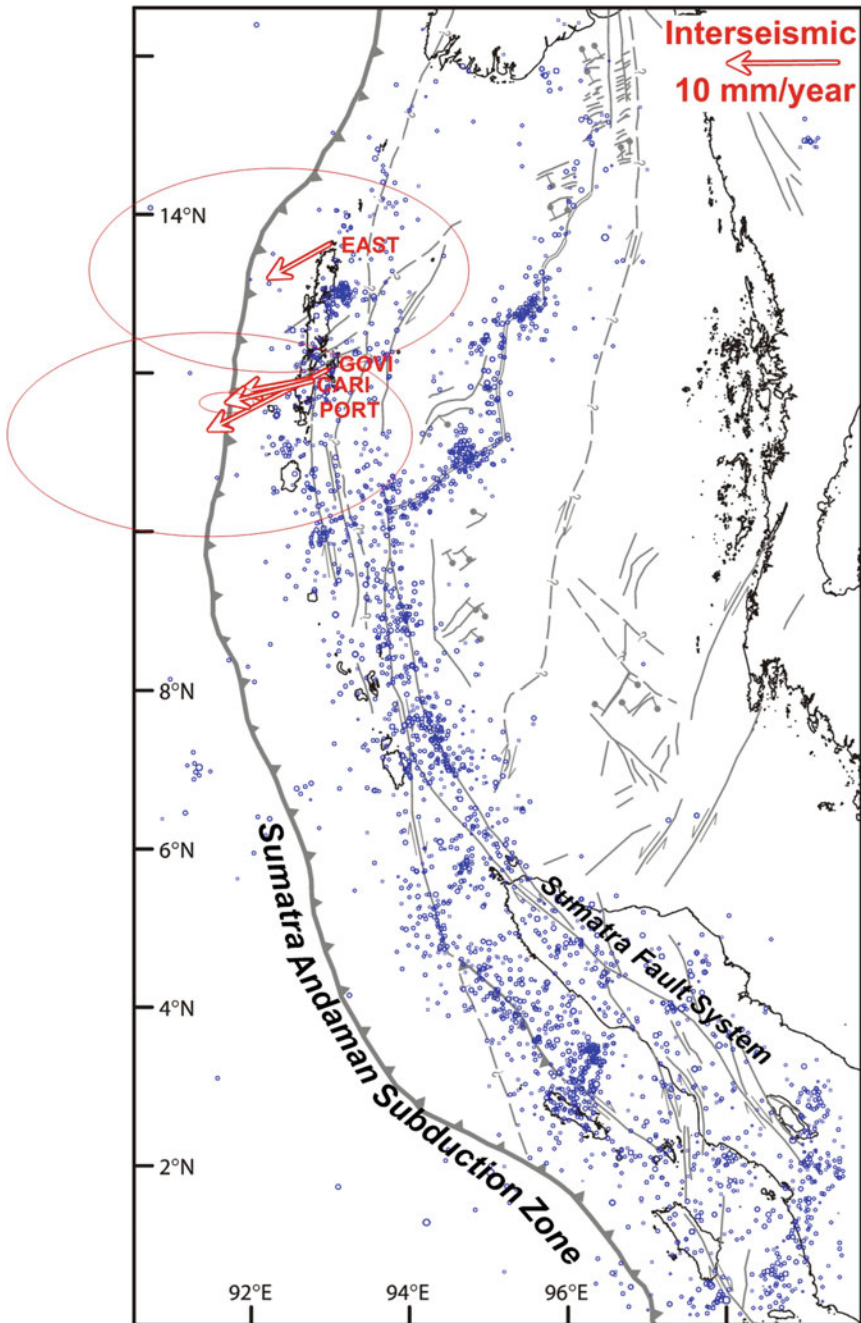 Interseismic
10 mm/year
14°N
EAST
GOVI
CARI
PORT
8°N
6°N
4°N
2°N
Sumatra Andaman Subduction Zone
Sumatra Fault System
92°E
94°E
96°E